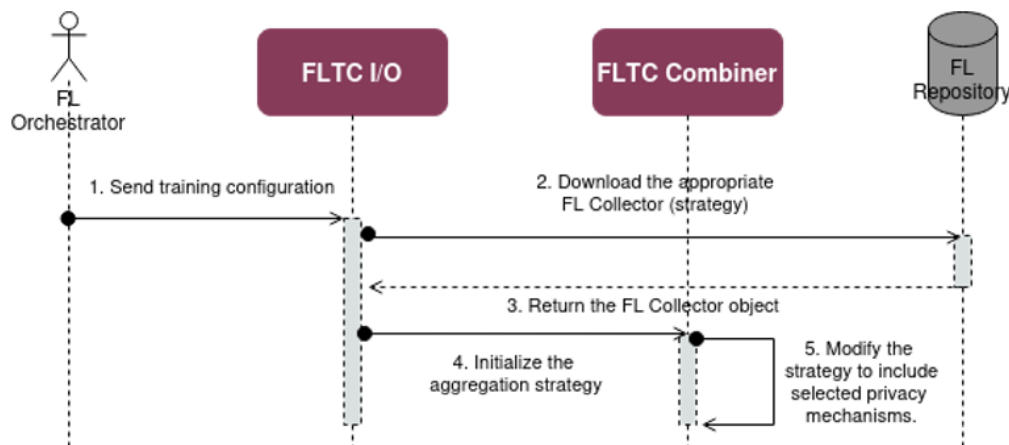 FL
Orchestrator
FLTC I/O
FLTC Combiner
FL
Repository
1. Send training configuration
2. Download the appropriate
FL Collector (strategy)
3. Return the FL Collector object
4. Initialize the
aggregation strategy
5. Modify the
strategy to include
selected privacy
mechanisms.